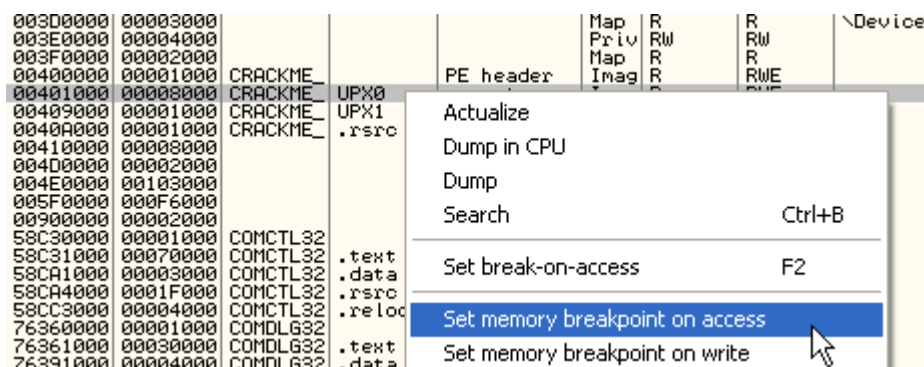 003D0000 00003000 Map R R \Device
003E0000 00004000 Priv RW RW
003F0000 00002000 Map R R
00400000 00001000 CRACKME_ PE header Imag R RWE
00401000 00008000 CRACKME_ UPX0
00409000 00001000 CRACKME_ UPX1
0040A000 00001000 CRACKME_ .rsrc
00410000 00008000
004D0000 00002000
004E0000 00103000
005F0000 000F6000
00900000 00002000
58C30000 00001000 COMCTL32
58C31000 00070000 COMCTL32 .text
58CA1000 00003000 COMCTL32 .data
58CA4000 0001F000 COMCTL32 .rsrc
58CC3000 00004000 COMCTL32 .reloc
76360000 00001000 COMDLG32
76361000 00030000 COMDLG32 .text
76391000 00004000 COMDLG32 .data
Actualize
Dump in CPU
Dump
Search Ctrl+B
Set break-on-access F2
Set memory breakpoint on access
Set memory breakpoint on write